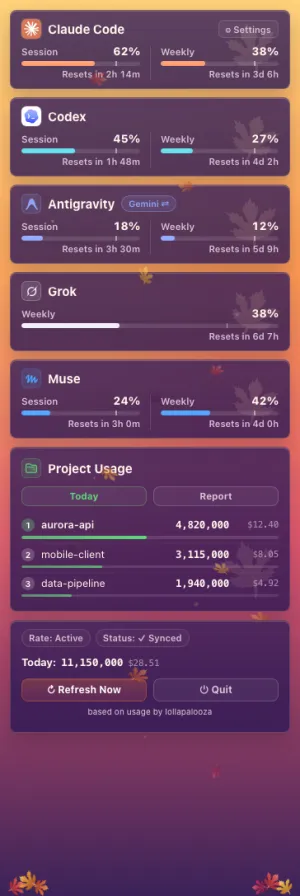 Claude Code
Settings
Session 62% Weekly 38%
Resets in 2h 14m Resets in 3d 6h
Codex
Session 45% Weekly 27%
Resets in 1h 48m Resets in 4d 2h
Antigravity Gemini ⇄
Session 18% Weekly 12%
Resets in 3h 30m Resets in 5d 9h
Grok
Weekly 38%
Resets in 6d 7h
Muse
Session 24% Weekly 42%
Resets in 3h 0m Resets in 4d 0h
Project Usage
Today Report
1 aurora-api 4,820,000 $12.40
2 mobile-client 3,115,000 $8.05
3 data-pipeline 1,940,000 $4.92
Rate: Active Status: ✓ Synced
Today: 11,150,000 $28.51
↻ Refresh Now ⏻ Quit
based on usage by lollapalooza